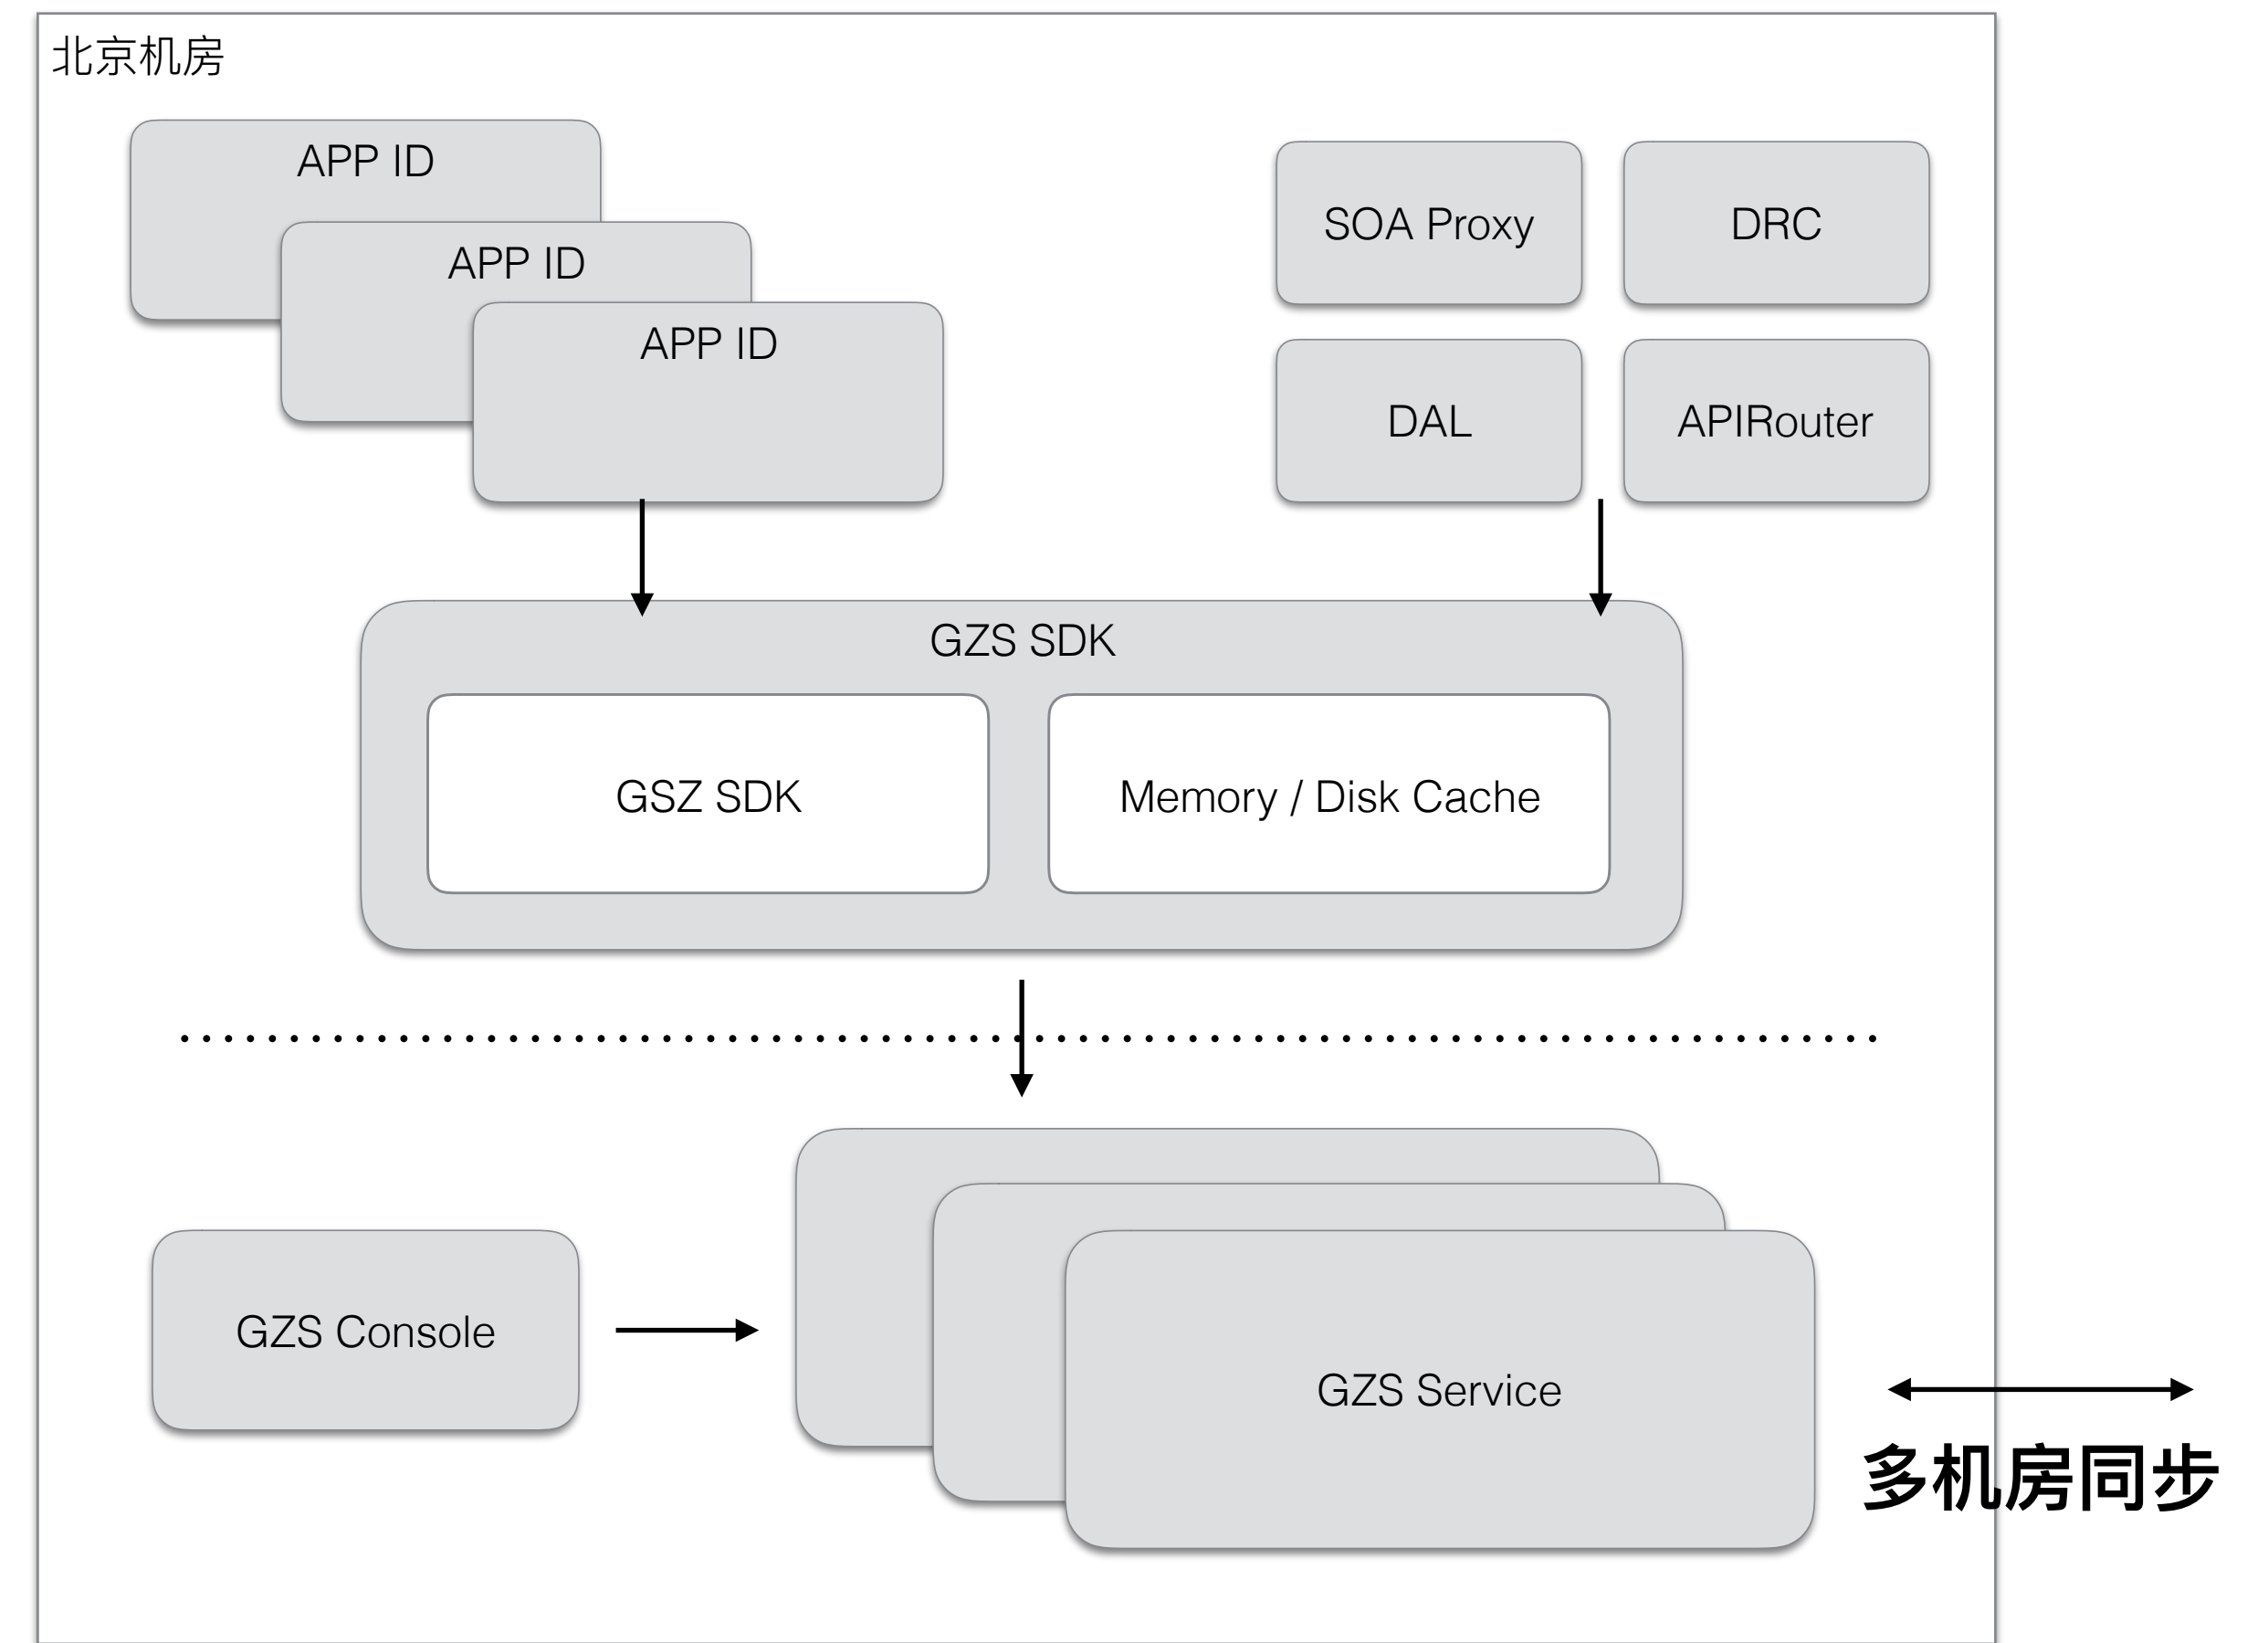 北京机房
APP ID
APP ID
APP ID
SOA Proxy
DRC
DAL
APIRouter
GZS SDK
GSZ SDK
Memory / Disk Cache
GZS Console
GZS Service
多机房同步